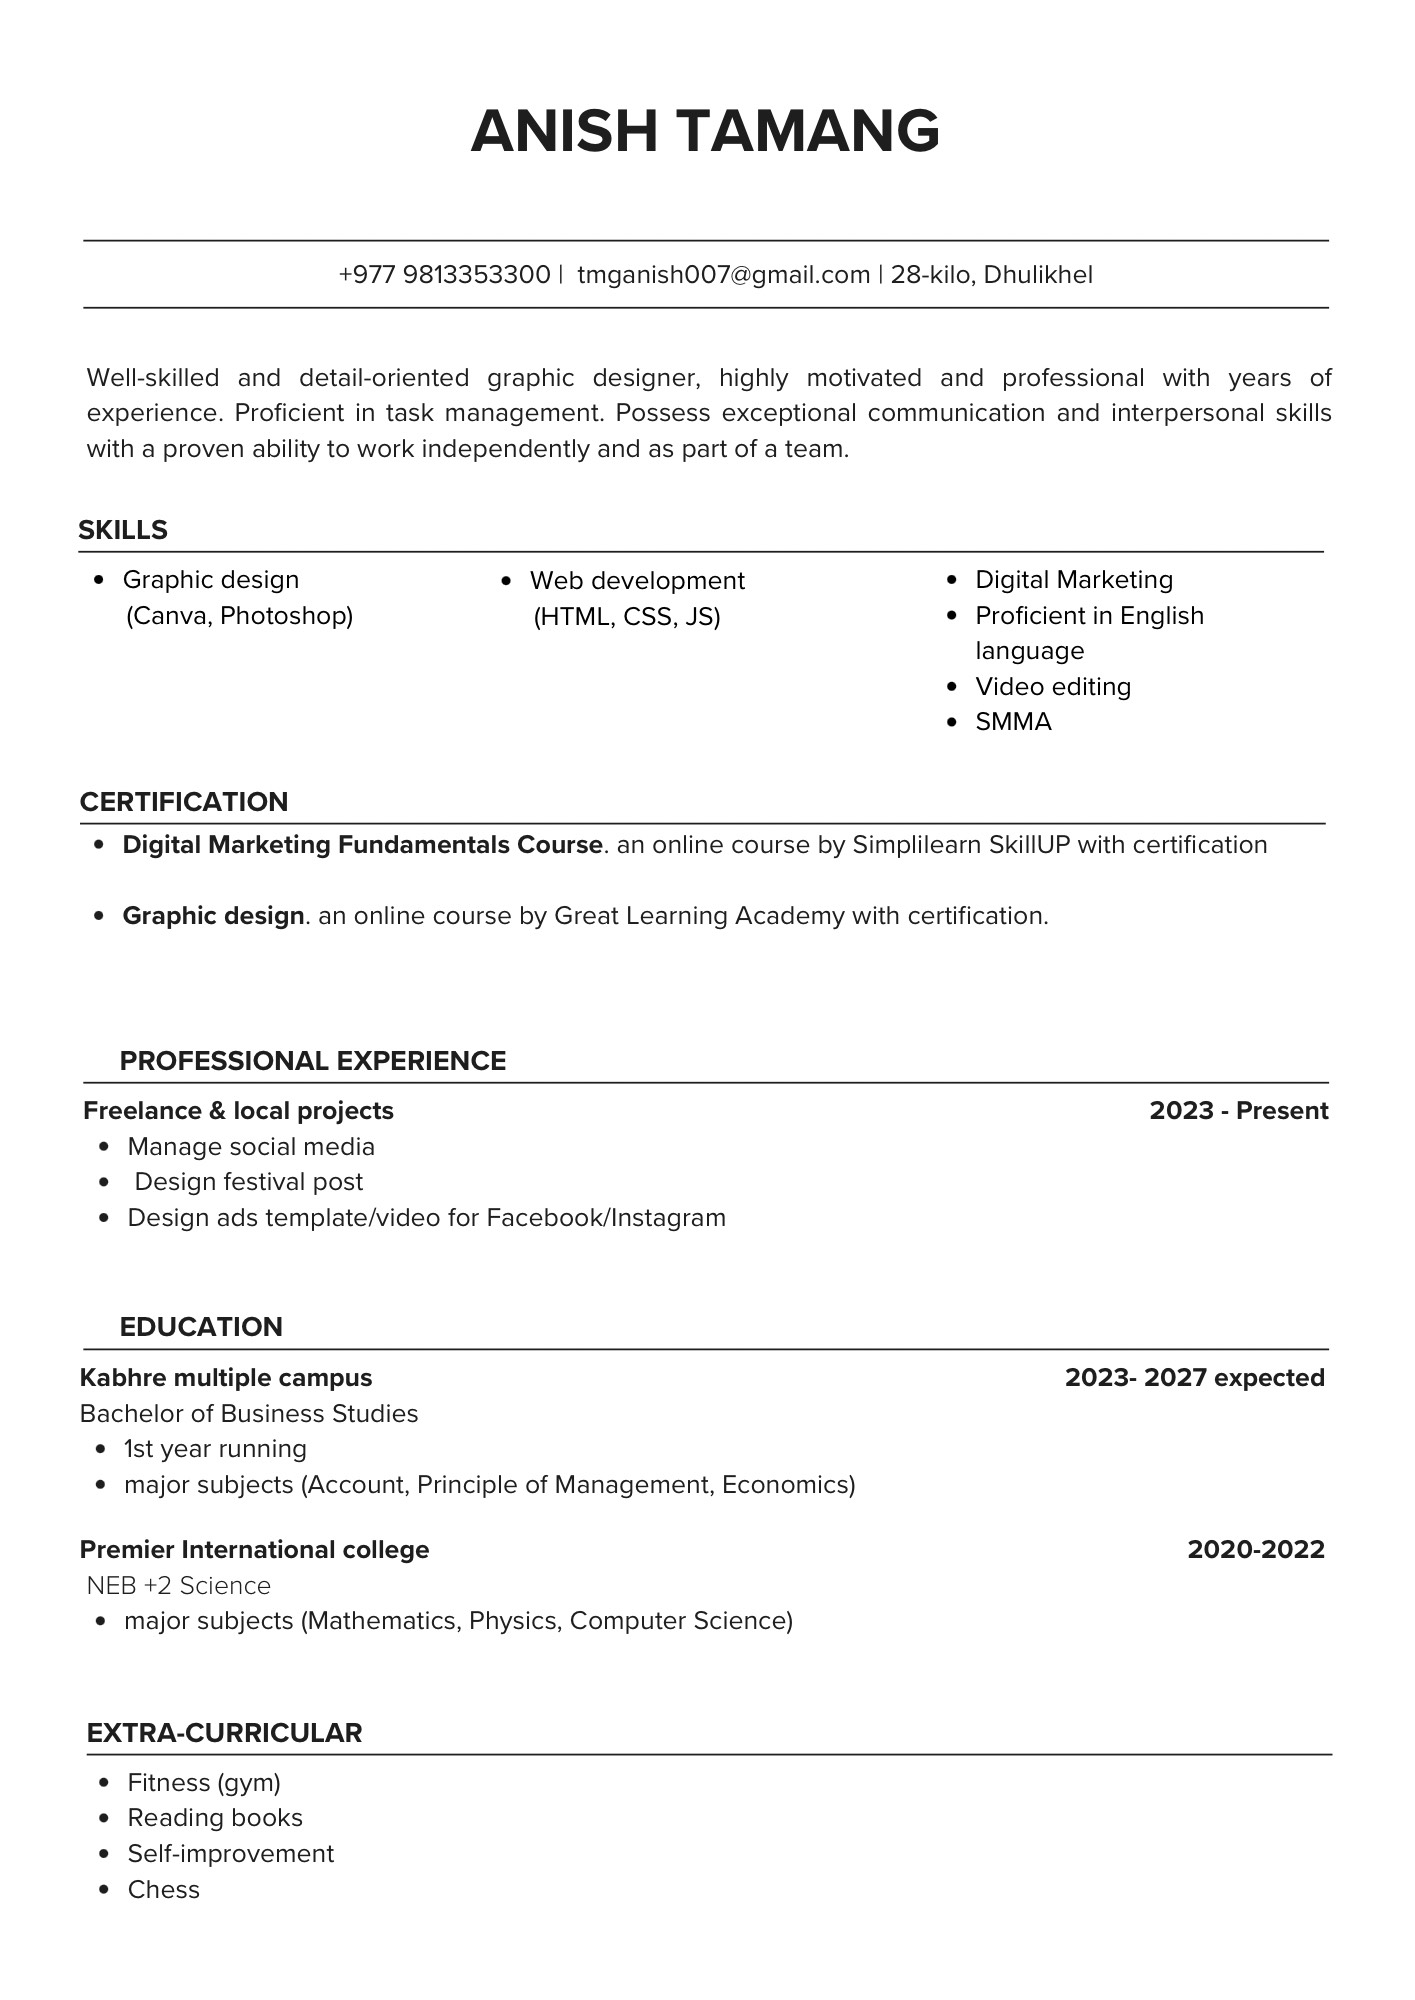 ANISH TAMANG
+977 9813353300 | tmganish007@gmail.com | 28-kilo, Dhulikhel
Well-skilled and detail-oriented graphic designer, highly motivated and professional with years of
experience. Proficient in task management. Possess exceptional communication and interpersonal skills
with a proven ability to work independently and as part of a team.
SKILLS
• Graphic design
(Canva, Photoshop)
• Web development
(HTML, CSS, JS)
• Digital Marketing
• Proficient in English
language
• Video editing
• SMMA
CERTIFICATION
• Digital Marketing Fundamentals Course. an online course by Simplilearn SkillUP with certification
• Graphic design. an online course by Great Learning Academy with certification.
PROFESSIONAL EXPERIENCE
Freelance & local projects 2023 - Present
• Manage social media
• Design festival post
• Design ads template/video for Facebook/Instagram
EDUCATION
Kabhre multiple campus 2023- 2027 expected
Bachelor of Business Studies
• 1st year running
• major subjects (Account, Principle of Management, Economics)
Premier International college 2020-2022
NEB +2 Science
• major subjects (Mathematics, Physics, Computer Science)
EXTRA-CURRICULAR
• Fitness (gym)
• Reading books
• Self-improvement
• Chess